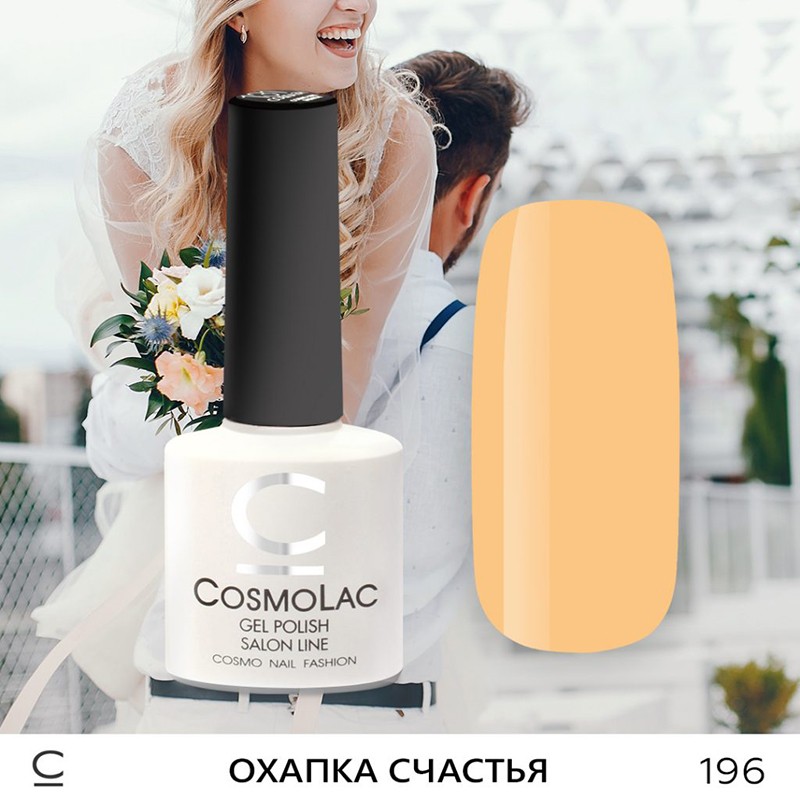 CosmoLac
GEL POLISH
SALON LINE
COSMO NAIL FASHION
ОХАПКА СЧАСТЬЯ 196